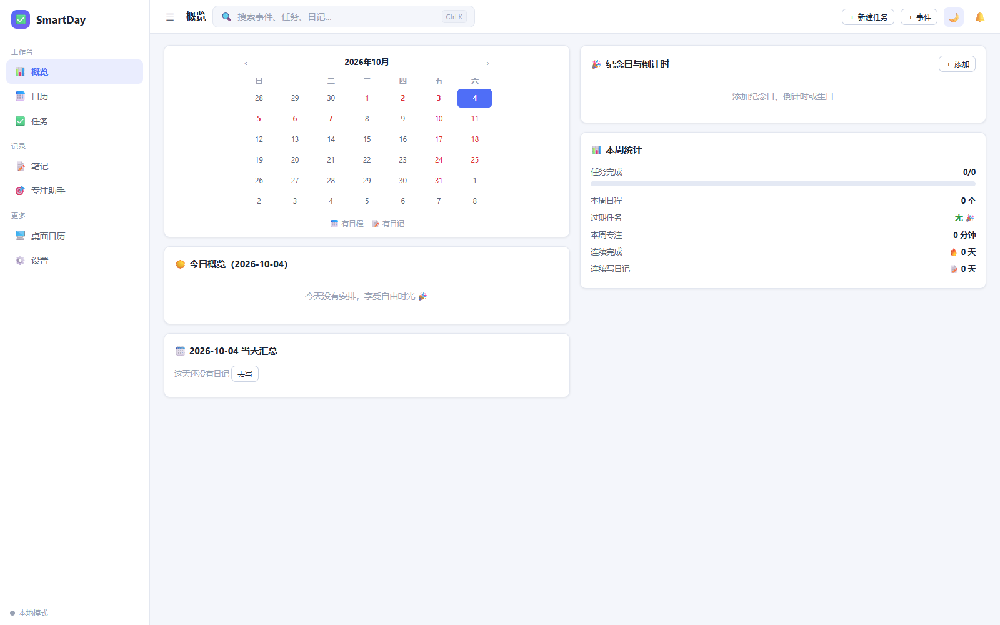 SmartDay
工作台
概览
日历
任务
记录
笔记
专注助手
更多
桌面日历
设置
本地模式
☰ 概览 搜索事件、任务、日记... Ctrl K
+ 新建任务 + 事件
‹ 2026年10月 ›
日 一 二 三 四 五 六
28 29 30 1 2 3 4
5 6 7 8 9 10 11
12 13 14 15 16 17 18
19 20 21 22 23 24 25
26 27 28 29 30 31 1
2 3 4 5 6 7 8
有日程 有日记
今日概览（2026-10-04）
今天没有安排，享受自由时光
2026-10-04 当天汇总
这天还没有日记 去写
纪念日与倒计时 + 添加
添加纪念日、倒计时或生日
本周统计
任务完成 0/0
本周日程 0 个
过期任务 无
本周专注 0 分钟
连续完成 0 天
连续写日记 0 天